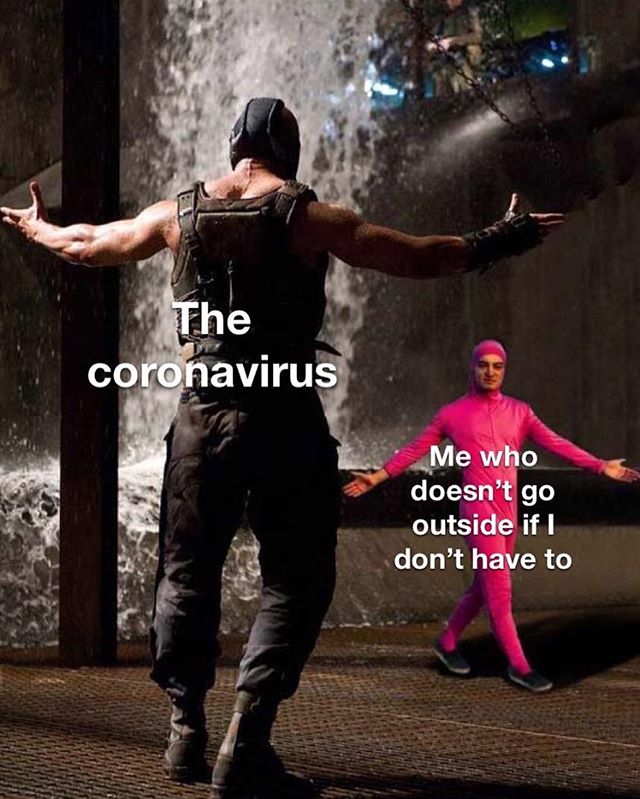 The
coronavirus
Me who
doesn't go
outside if I
don't have to